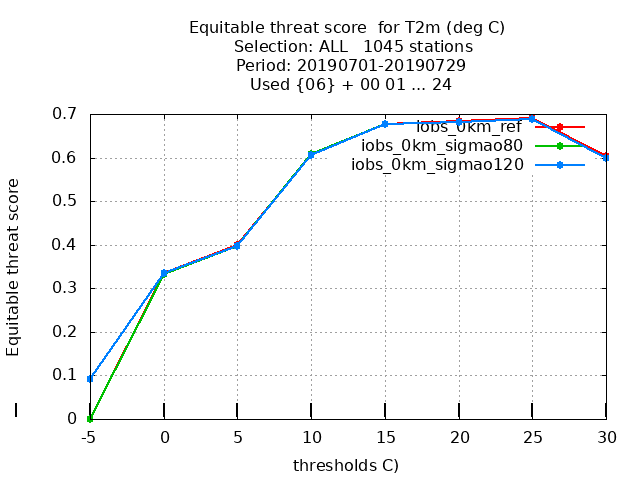 Equitable threat score  for T2m (deg C)
Selection: ALL   1045 stations
Period: 20190701-20190729
Used {06} + 00 01 ... 24
0.7
0.6
0.5
0.4
0.3
0.2
0.1
0
Equitable threat score
iobs_0km_ref
iobs_0km_sigmao80
iobs_0km_sigmao120
-5 0 5 10 15 20 25 30
thresholds C)